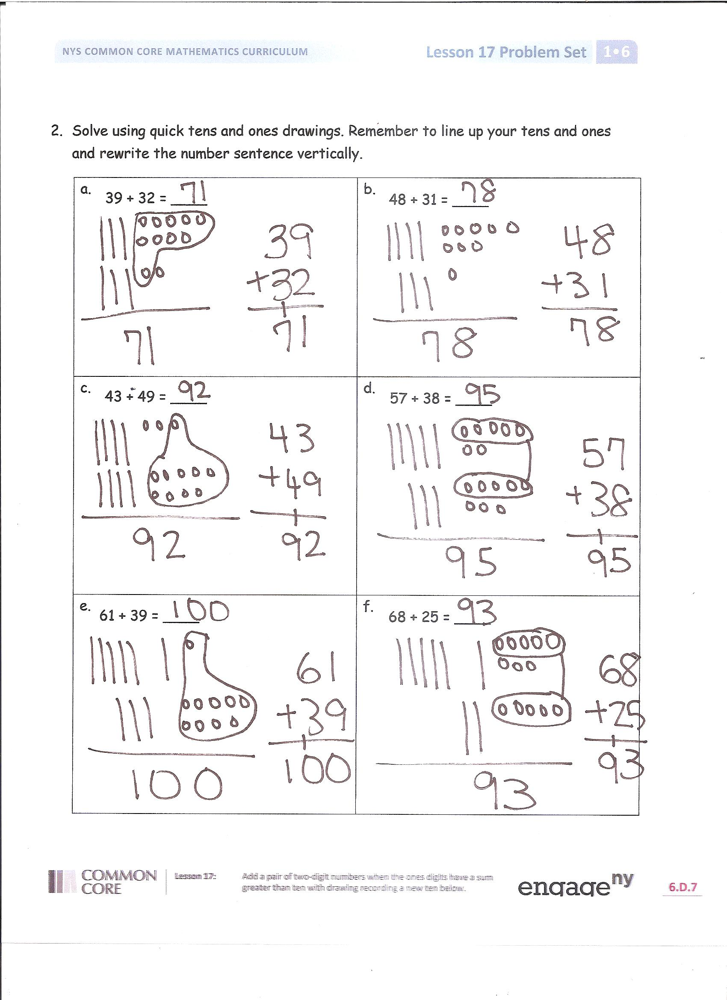 NYS COMMON CORE MATHEMATICS CURRICULUM
Lesson 17 Problem Set 1•6
2. Solve using quick tens and ones drawings. Remember to line up your tens and ones
and rewrite the number sentence vertically.
a. 39 + 32 = 71
39
+32
1
71
71
b. 48 + 31 = 78
48
+31
78
78
c. 43 + 49 = 92
43
+49
1
92
92
d. 57 + 38 = 95
57
+38
1
95
95
e. 61 + 39 = 100
61
+39
1
100
100
f. 68 + 25 = 93
68
+25
1
93
93
COMMON
CORE
Lesson 17:
Add a pair of two-digit numbers when the ones digits have a sum
greater than ten with drawing recording a new ten below.
engage ny
6.D.7